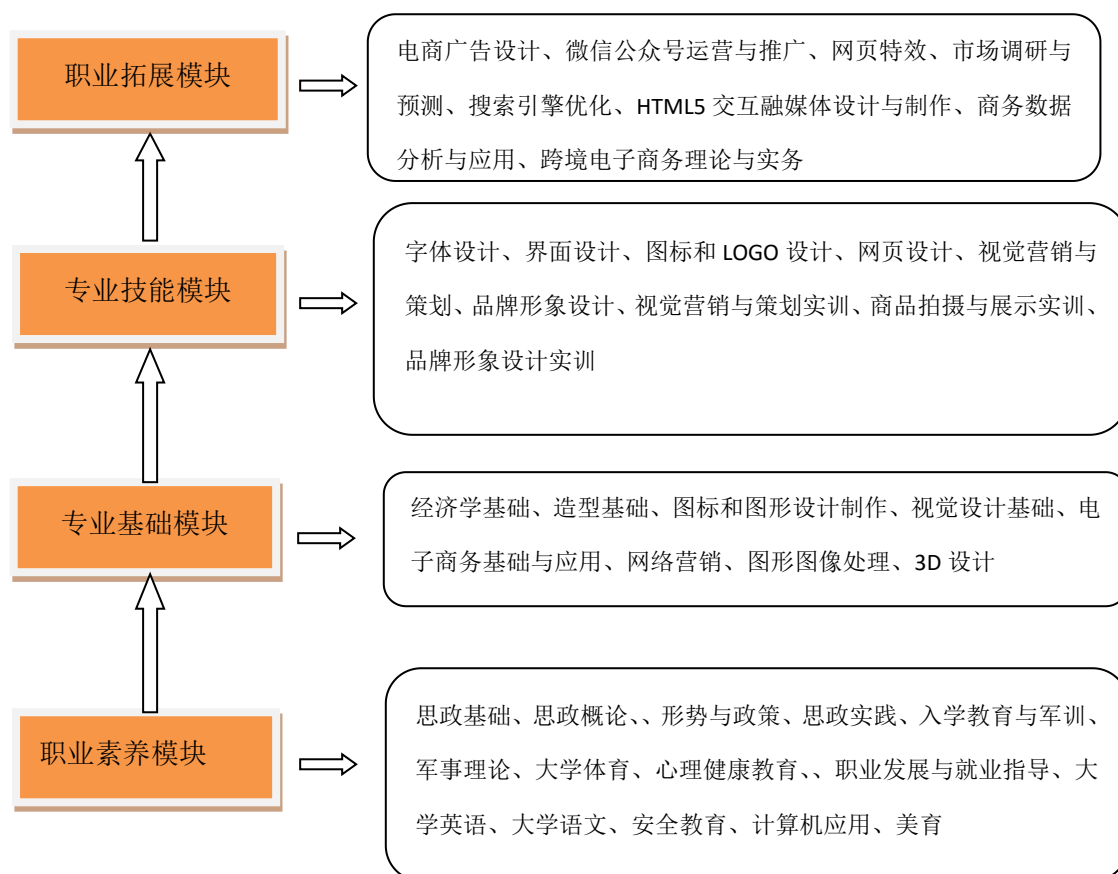 职业拓展模块
电商广告设计、微信公众号运营与推广、网页特效、市场调研与
预测、搜索引擎优化、HTML5 交互融媒体设计与制作、商务数据
分析与应用、跨境电子商务理论与实务
专业技能模块
字体设计、界面设计、图标和 LOGO 设计、网页设计、视觉营销与
策划、品牌形象设计、视觉营销与策划实训、商品拍摄与展示实训、
品牌形象设计实训
专业基础模块
经济学基础、造型基础、图标和图形设计制作、视觉设计基础、电
子商务基础与应用、网络营销、图形图像处理、3D 设计
职业素养模块
思政基础、思政概论、、形势与政策、思政实践、入学教育与军训、
军事理论、大学体育、心理健康教育、、职业发展与就业指导、大
学英语、大学语文、安全教育、计算机应用、美育